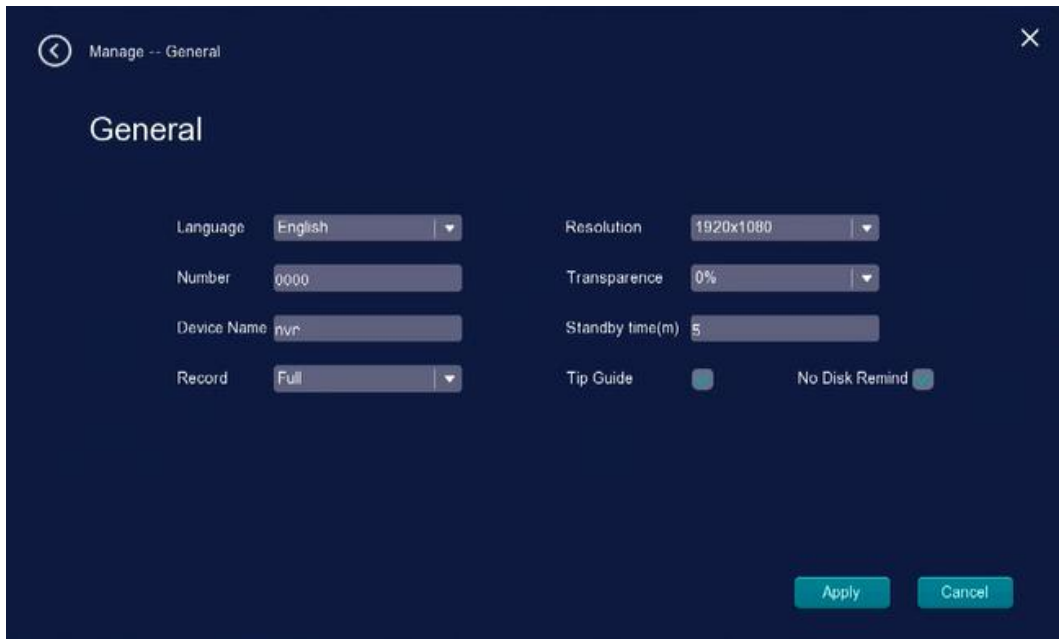 Manage -- General
General
Language English
Resolution 1920x1080
Number 0000
Transparence 0%
Device Name nvr
Standby time(m) 5
Record Full
Tip Guide
No Disk Remind
Apply
Cancel